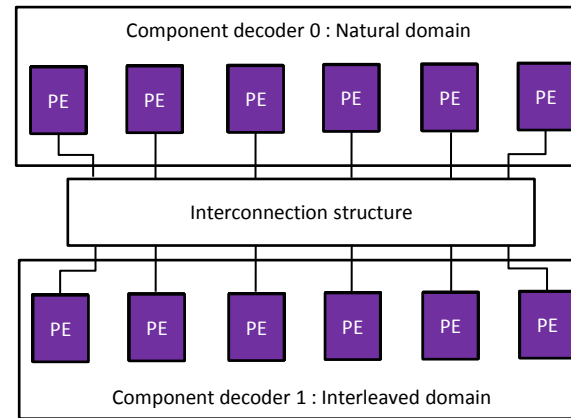 Component decoder 0 : Natural domain
PE PE PE PE PE PE
Interconnection structure
PE PE PE PE PE PE
Component decoder 1 : Interleaved domain